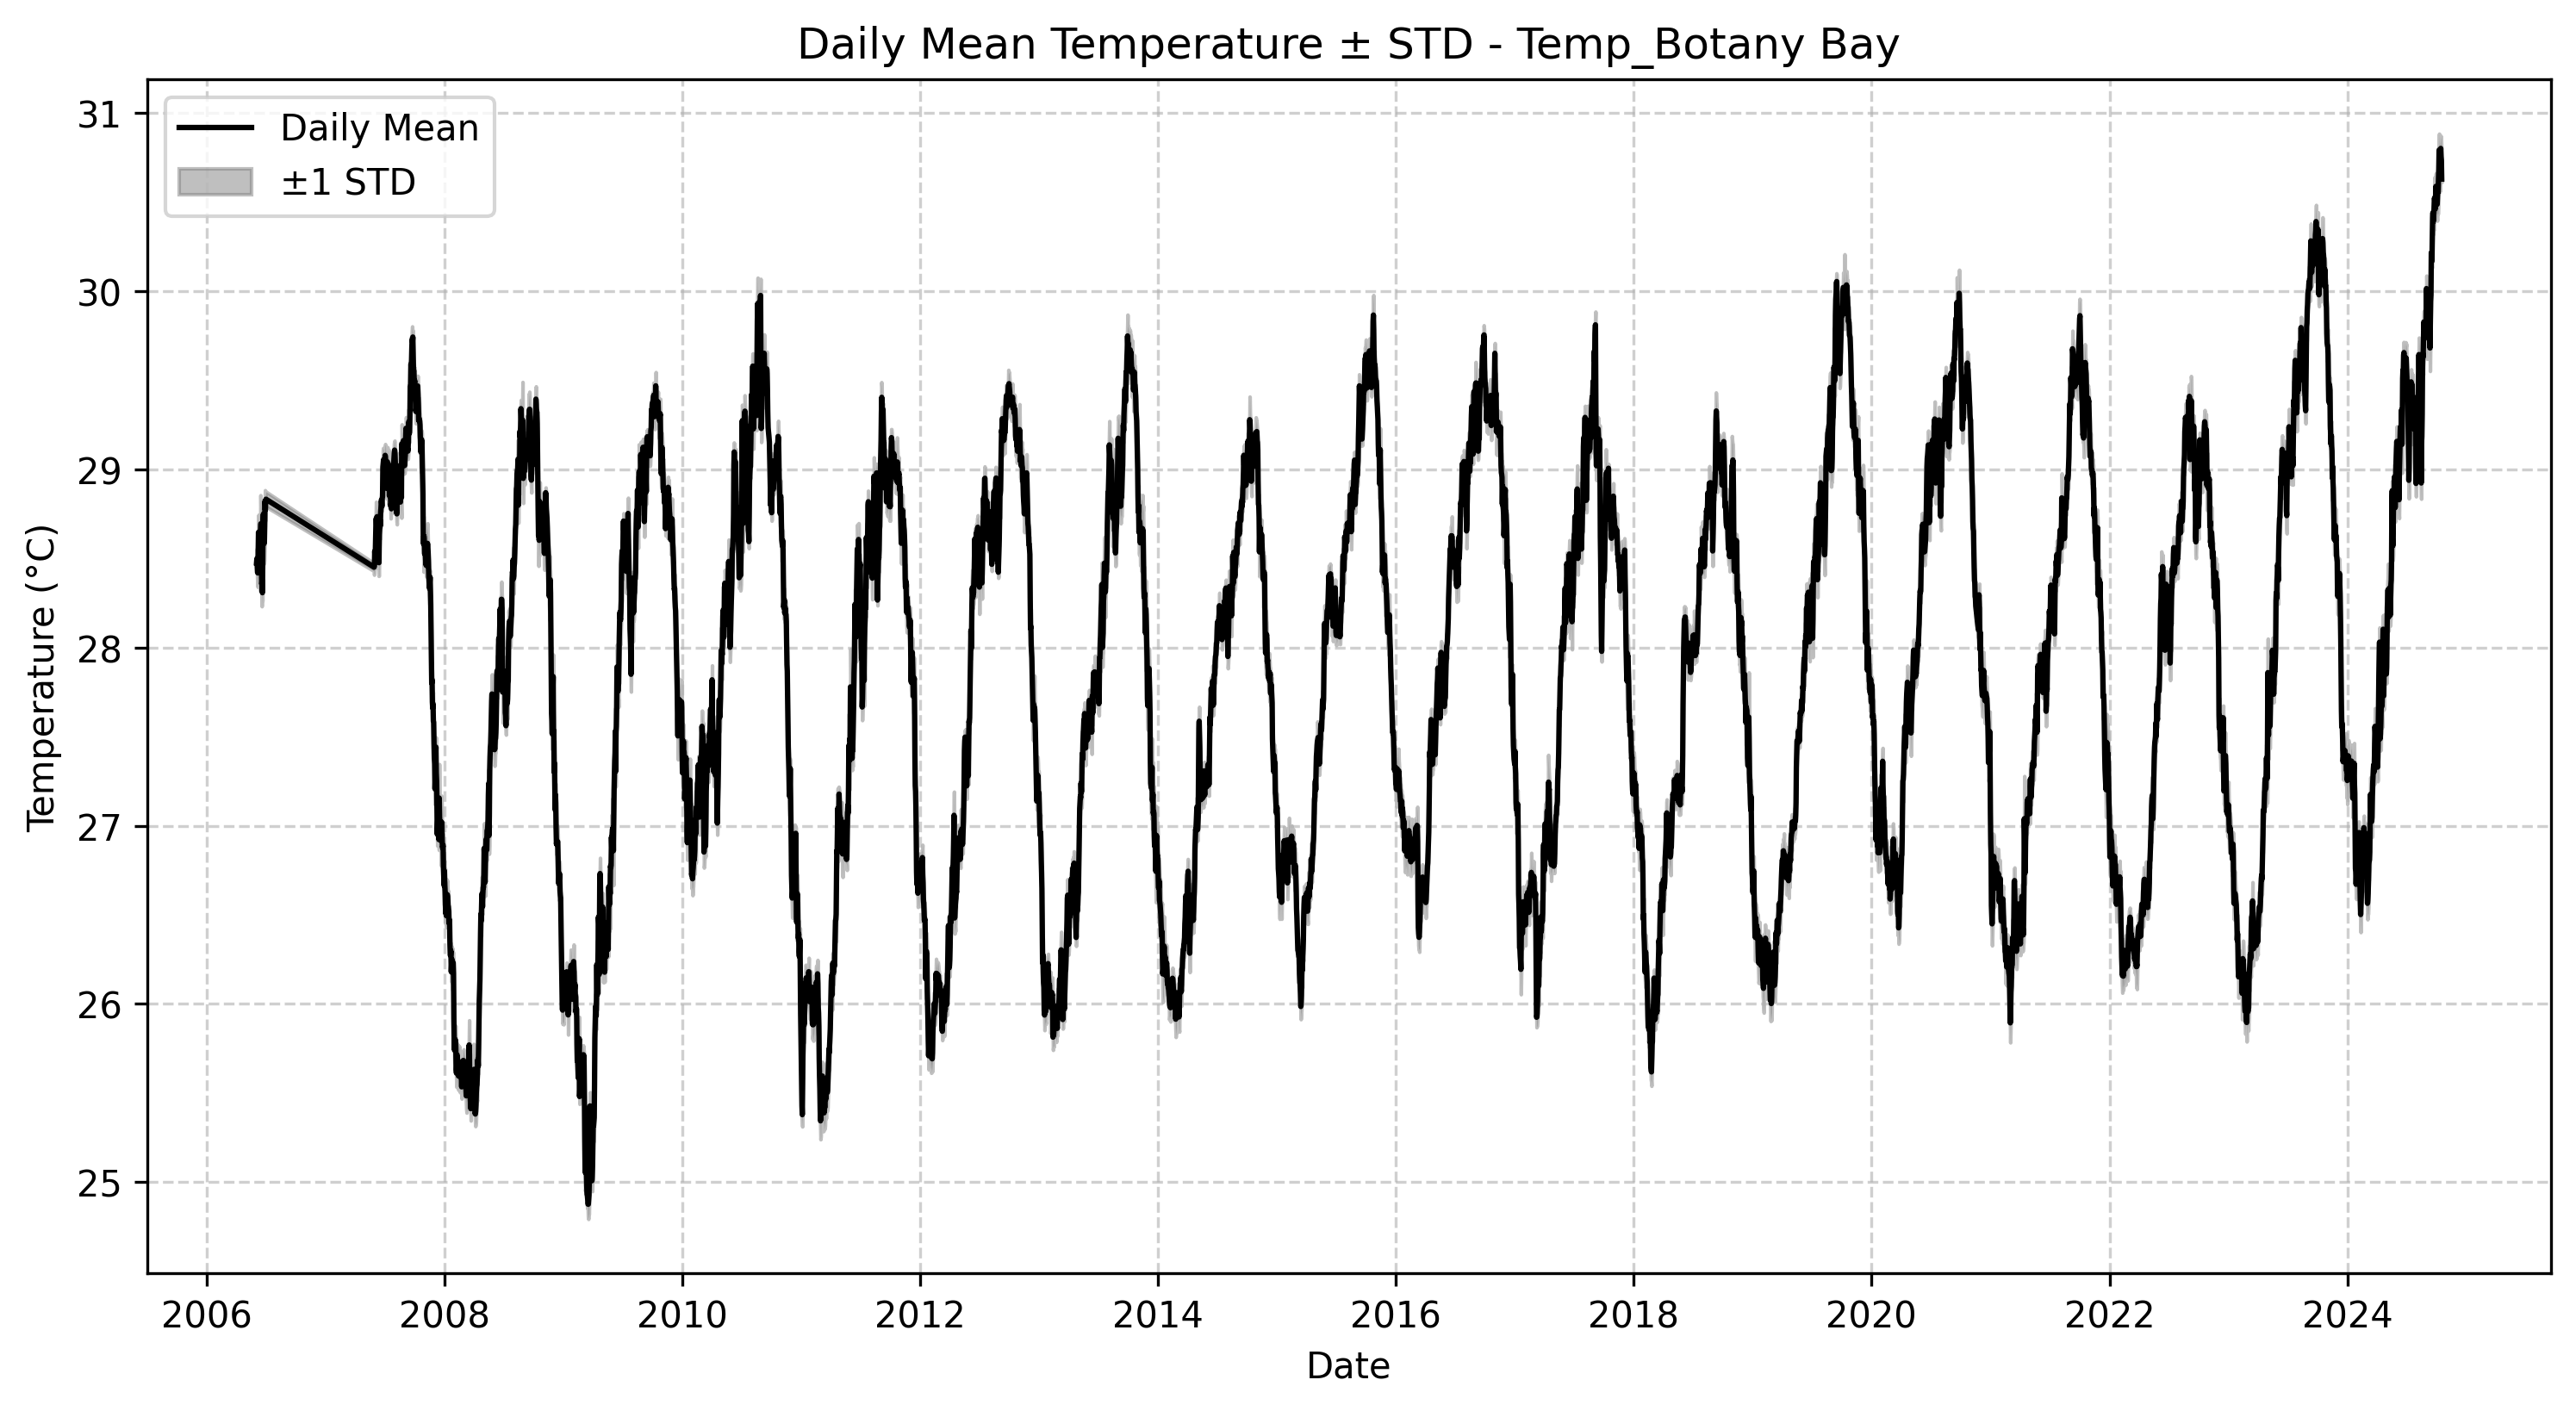 Daily Mean Temperature ± STD - Temp_Botany Bay
Daily Mean
±1 STD
31
30
29
28
27
26
25
Temperature (°C)
2006 2008 2010 2012 2014 2016 2018 2020 2022 2024
Date